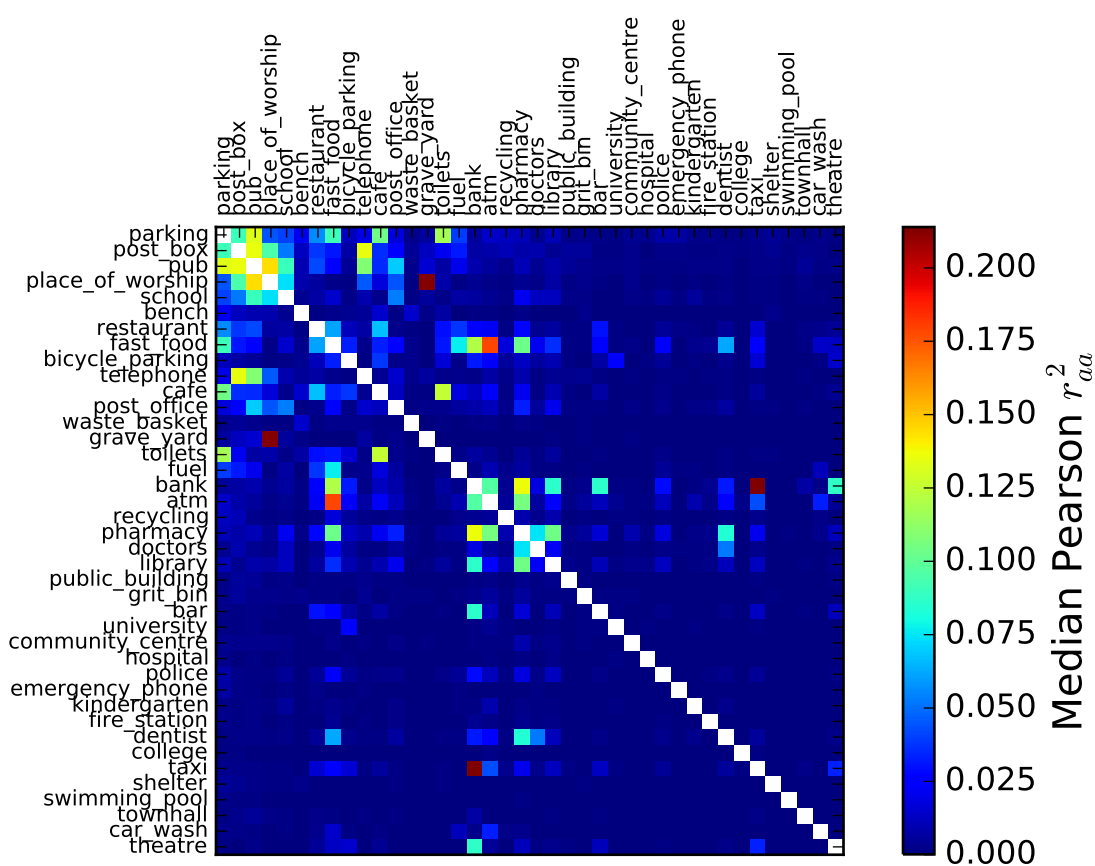 parking
post_box
pub
place_of_worship
school
bench
restaurant
fast_food
bicycle_parking
telephone
cafe
post_office
waste_basket
grave_yard
toilets
fuel
bank
atm
recycling
pharmacy
doctors
library
public_building
grit_bin
bar
university
community_centre
hospital
police
emergency_phone
kindergarten
fire_station
dentist
college
taxi
shelter
swimming_pool
townhall
car_wash
theatre
parking
post_box
pub
place_of_worship
school
bench
restaurant
fast_food
bicycle_parking
telephone
cafe
post_office
waste_basket
grave_yard
toilets
fuel
bank
atm
recycling
pharmacy
doctors
library
public_building
grit_bin
bar
university
community_centre
hospital
police
emergency_phone
kindergarten
fire_station
dentist
college
taxi
shelter
swimming_pool
townhall
car_wash
theatre
0.200
0.175
0.150
0.125
0.100
0.075
0.050
0.025
0.000
Median Pearson $r^2_{aa}$